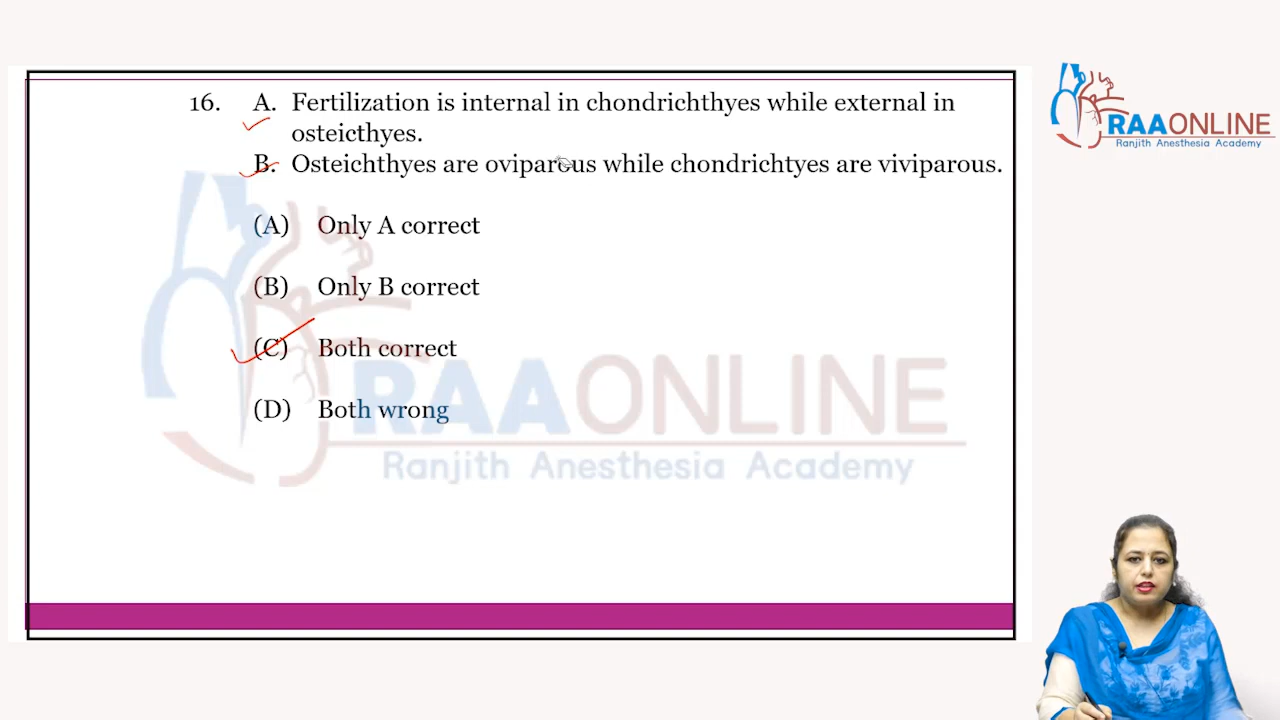 16. A. Fertilization is internal in chondrichthyes while external in
osteicthyes.
B. Osteichthyes are oviparous while chondrichtyes are viviparous.
(A) Only A correct
(B) Only B correct
(C) Both correct
(D) Both wrong
RAAONLINE
Ranjith Anesthesia Academy
RAAONLINE
Ranjith Anesthesia Academy